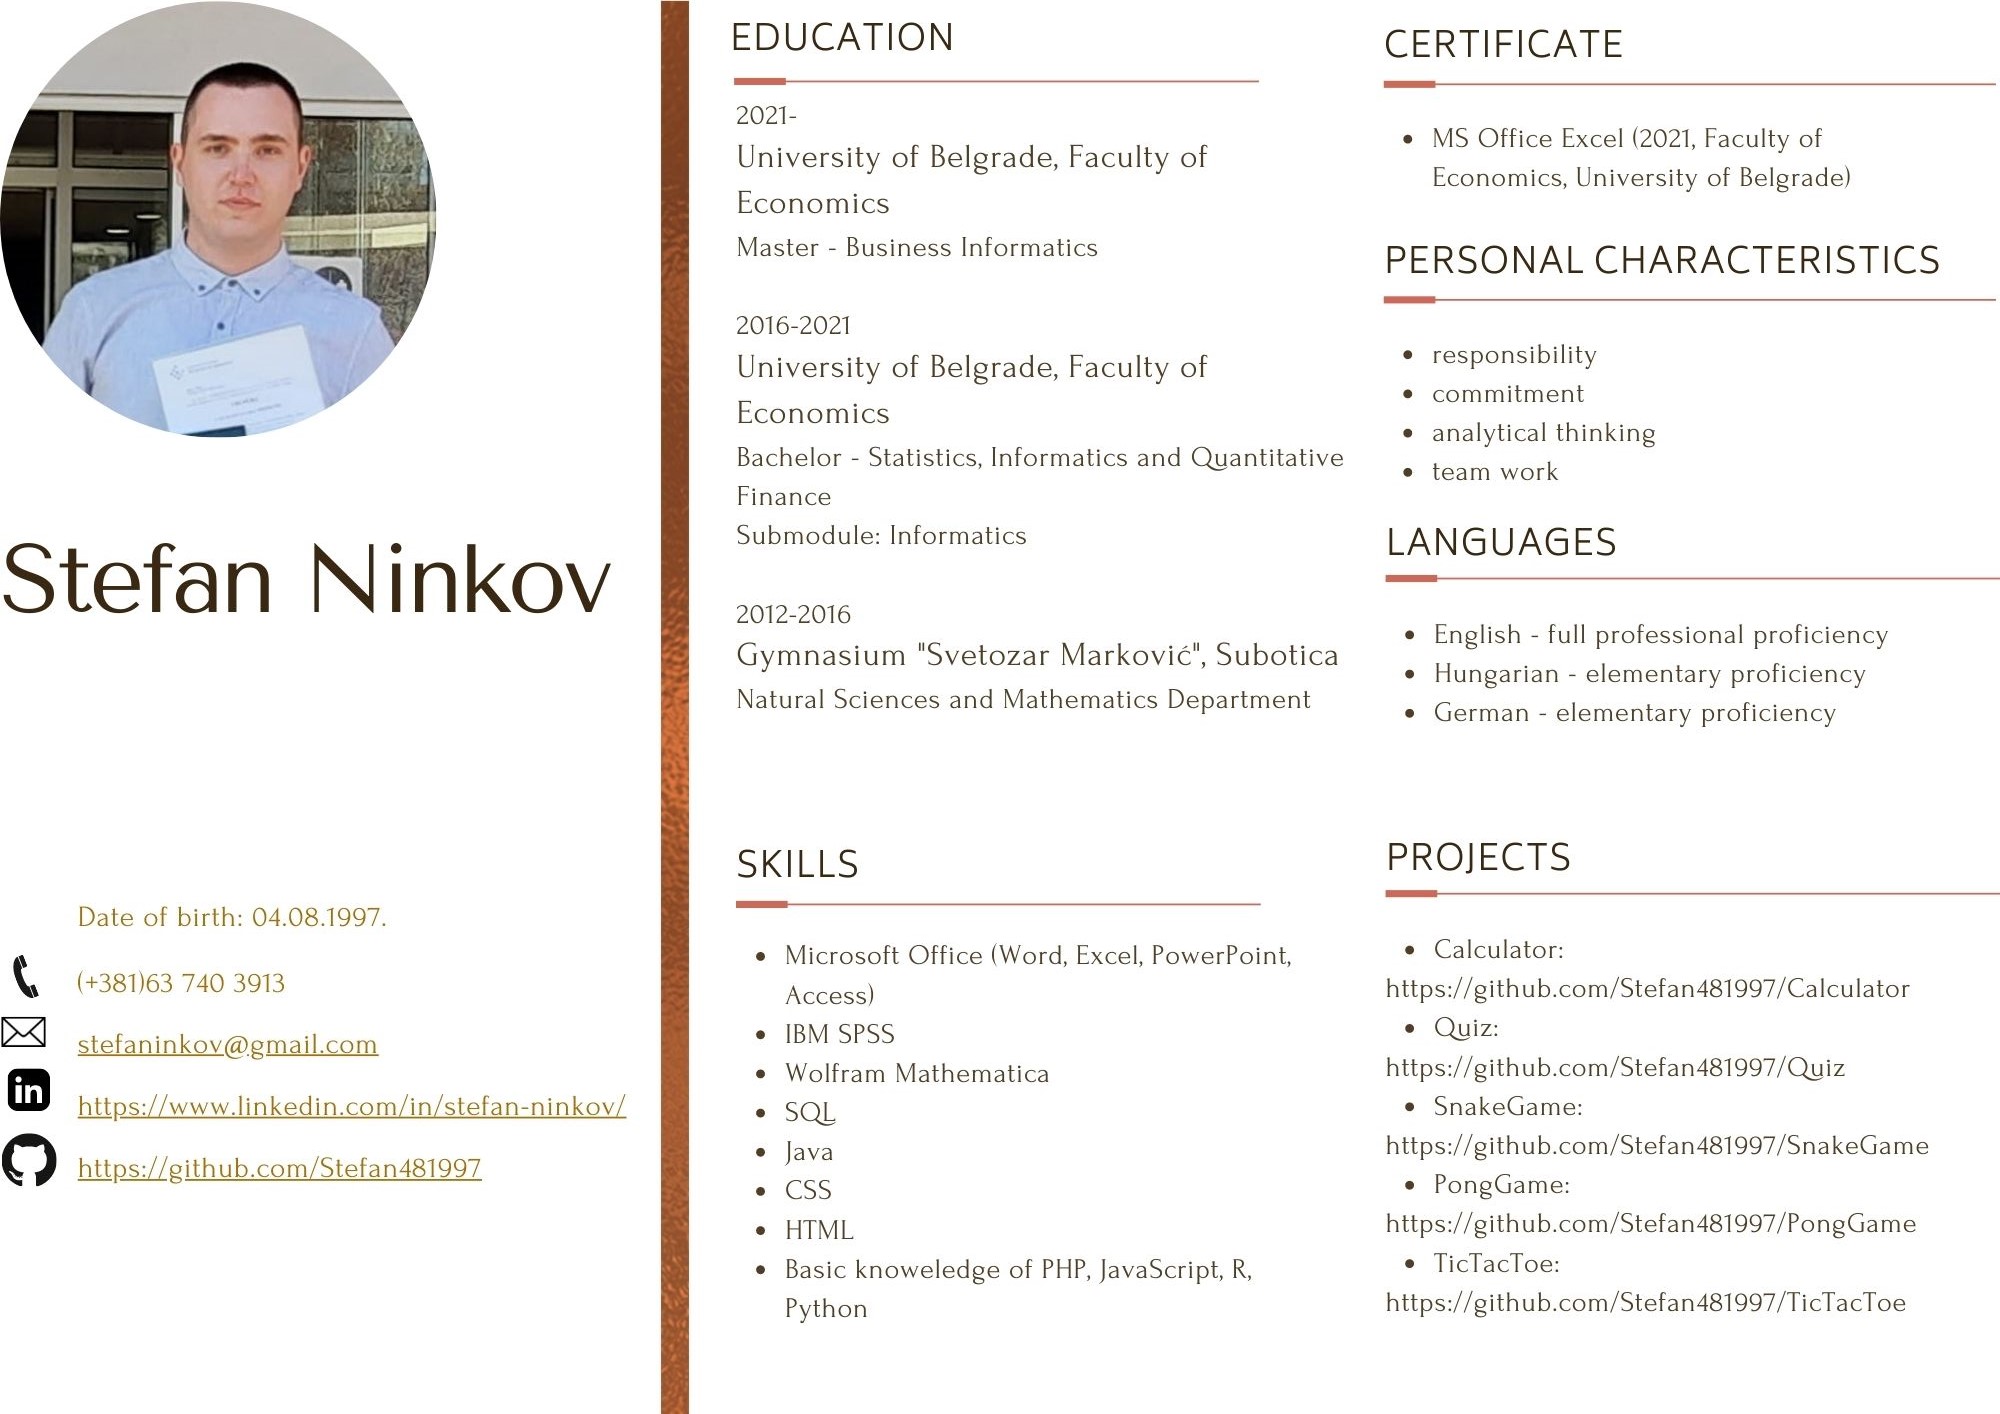 Stefan Ninkov
Date of birth: 04.08.1997.
(+381)63 740 3913
stefaninkov@gmail.com
in
https://www.linkedin.com/in/stefan-ninkov/
https://github.com/Stefan481997
EDUCATION
2021-
University of Belgrade, Faculty of
Economics
Master - Business Informatics
2016-2021
University of Belgrade, Faculty of
Economics
Bachelor - Statistics, Informatics and Quantitative
Finance
Submodule: Informatics
2012-2016
Gymnasium "Svetozar Marković", Subotica
Natural Sciences and Mathematics Department
SKILLS
• Microsoft Office (Word, Excel, PowerPoint,
Access)
• IBM SPSS
• Wolfram Mathematica
• SQL
• Java
• CSS
• HTML
• Basic knoweledge of PHP, JavaScript, R,
Python
CERTIFICATE
• MS Office Excel (2021, Faculty of
Economics, University of Belgrade)
PERSONAL CHARACTERISTICS
• responsibility
• commitment
• analytical thinking
• team work
LANGUAGES
• English - full professional proficiency
• Hungarian - elementary proficiency
• German - elementary proficiency
PROJECTS
• Calculator:
https://github.com/Stefan481997/Calculator
• Quiz:
https://github.com/Stefan481997/Quiz
• SnakeGame:
https://github.com/Stefan481997/SnakeGame
• PongGame:
https://github.com/Stefan481997/PongGame
• TicTacToe:
https://github.com/Stefan481997/TicTacToe